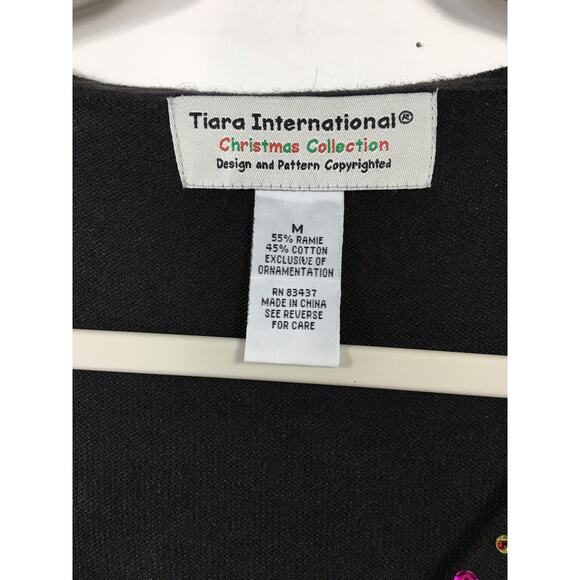 Tiara International®
Christmas Collection
Design and Pattern Copyrighted
M
55% RAMIE
45% COTTON
EXCLUSIVE OF
ORNAMENTATION
RN 83437
MADE IN CHINA
SEE REVERSE
FOR CARE